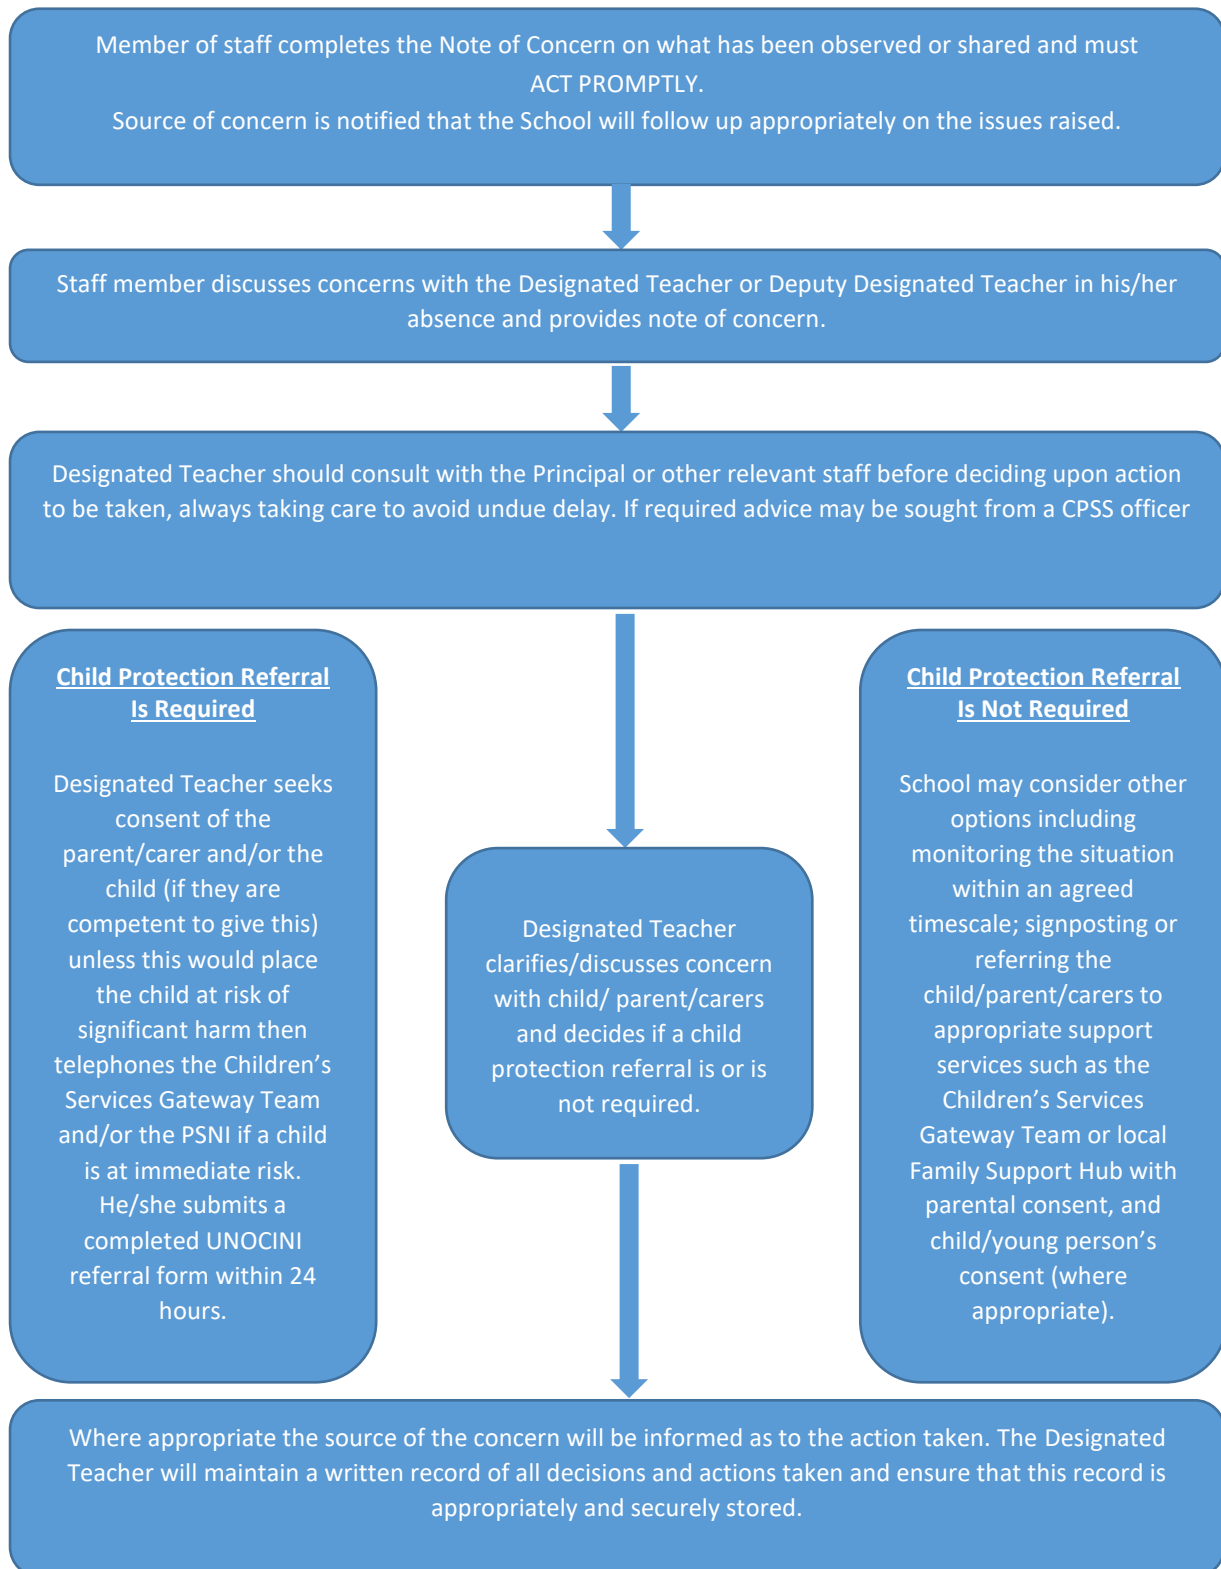 Member of staff completes the Note of Concern on what has been observed or shared and must
ACT PROMPTLY.
Source of concern is notified that the School will follow up appropriately on the issues raised.
Staff member discusses concerns with the Designated Teacher or Deputy Designated Teacher in his/her
absence and provides note of concern.
Designated Teacher should consult with the Principal or other relevant staff before deciding upon action
to be taken, always taking care to avoid undue delay. If required advice may be sought from a CPSS officer
Child Protection Referral
Is Required
Designated Teacher seeks
consent of the
parent/carer and/or the
child (if they are
competent to give this)
unless this would place
the child at risk of
significant harm then
telephones the Children’s
Services Gateway Team
and/or the PSNI if a child
is at immediate risk.
He/she submits a
completed UNOCINI
referral form within 24
hours.
Designated Teacher
clarifies/discusses concern
with child/ parent/carers
and decides if a child
protection referral is or is
not required.
Child Protection Referral
Is Not Required
School may consider other
options including
monitoring the situation
within an agreed
timescale; signposting or
referring the
child/parent/carers to
appropriate support
services such as the
Children’s Services
Gateway Team or local
Family Support Hub with
parental consent, and
child/young person’s
consent (where
appropriate).
Where appropriate the source of the concern will be informed as to the action taken. The Designated
Teacher will maintain a written record of all decisions and actions taken and ensure that this record is
appropriately and securely stored.